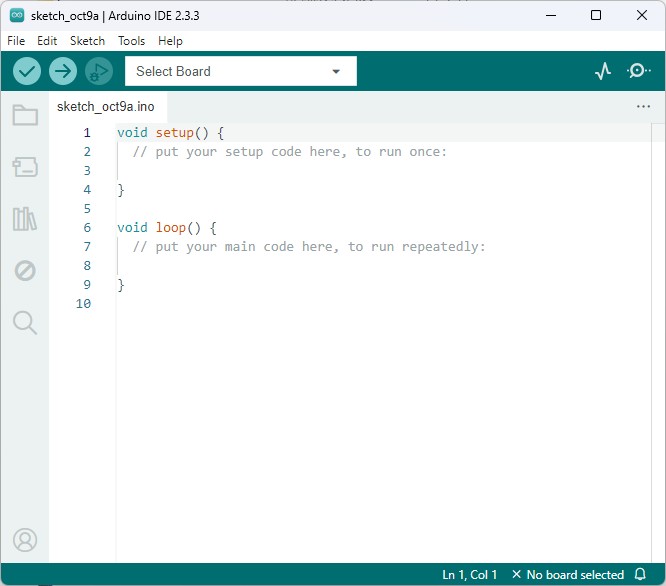 sketch_oct9a | Arduino IDE 2.3.3
File Edit Sketch Tools Help
Select Board
sketch_oct9a.ino
1 void setup() {
2 // put your setup code here, to run once:
3
4 }
5
6 void loop() {
7 // put your main code here, to run repeatedly:
8
9 }
10
Ln 1, Col 1 × No board selected